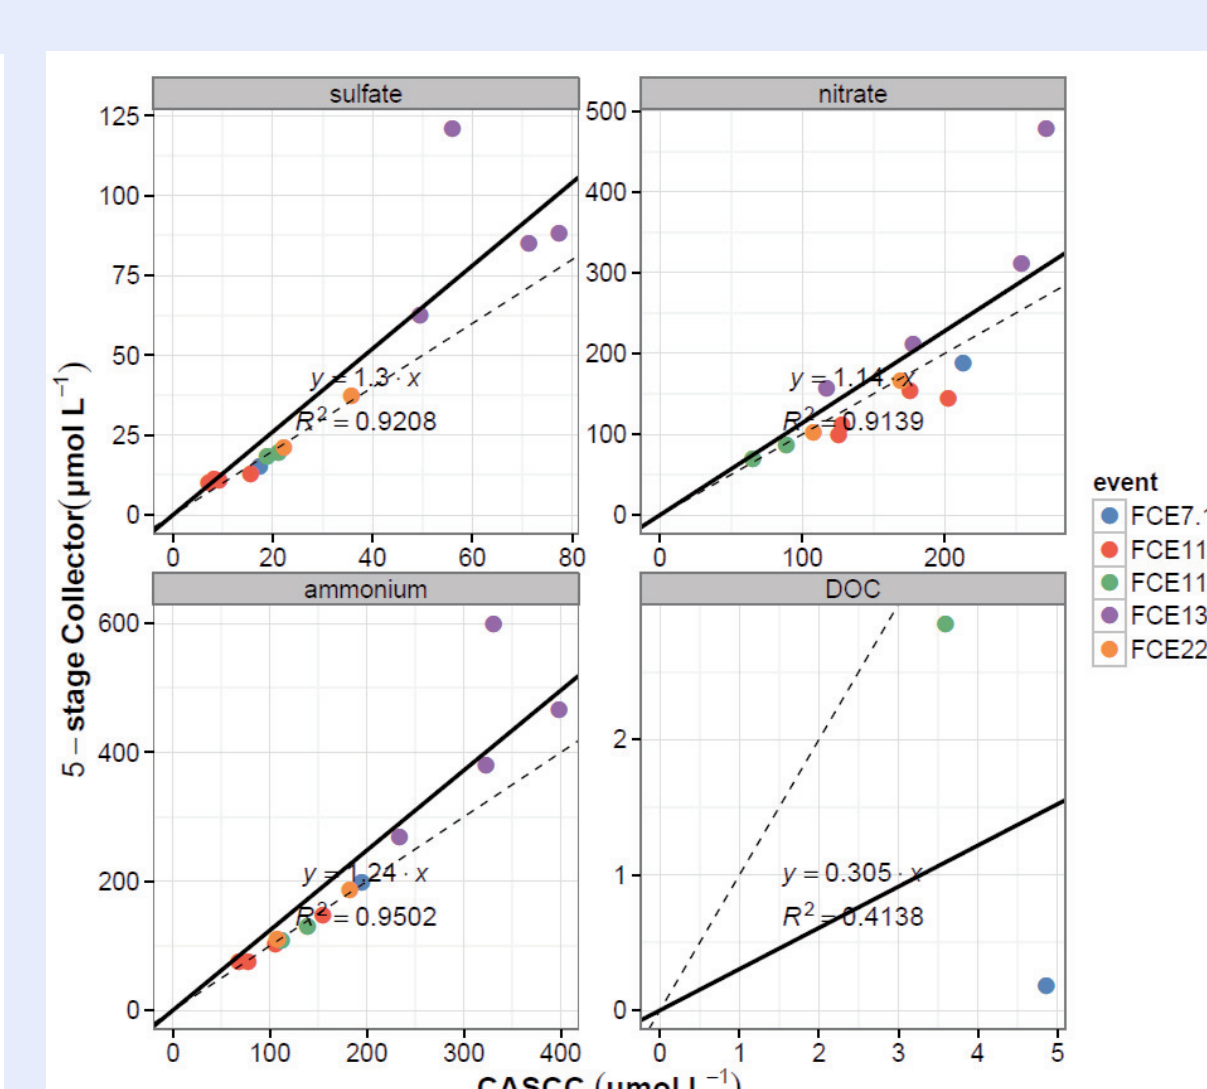 sulfate
nitrate
125
100
75
50
25
0
500
400
300
200
100
0
y = 1.3 · x
R² = 0.9208
y = 1.14 · x
R² = 0.9139
0 20 40 60 80
0 100 200
ammonium
DOC
600
400
200
0
2
1
0
y = 1.24 · x
R² = 0.9502
y = 0.305 · x
R² = 0.4138
0 100 200 300 400
0 1 2 3 4 5
5−stage Collector(μmol L⁻¹)
CASCC (μmol L⁻¹)
event
FCE7.1
FCE11
FCE11
FCE13
FCE22